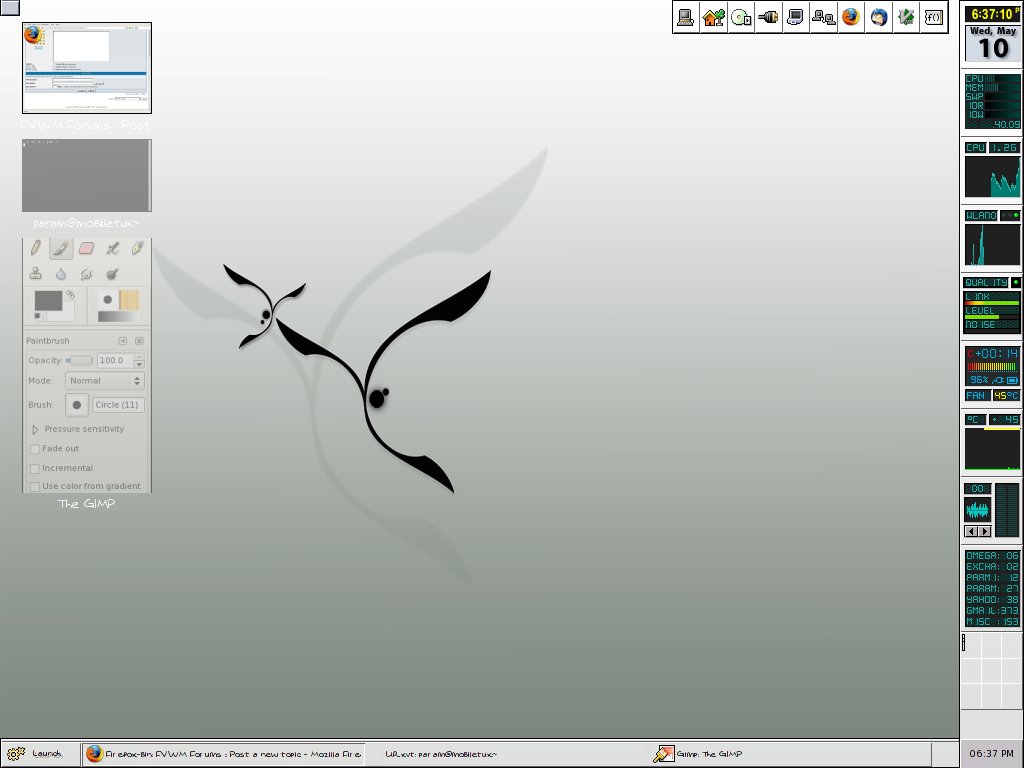 6:37:10 P
Wed, May
10
FVWM Forums : Post
param@mobiletux:~
The GIMP
Paintbrush
Opacity: 100.0
Mode: Normal
Brush: Circle (11)
Pressure sensitivity
Fade out
Incremental
Use color from gradient
f()
CPU
MEM
SWP
IOR
IOW
40.09
CPU 1.26
WLAN0
QUALITY
LINK
LEVEL
NOISE
C +00:14
96%
FAN 45°C
°C + 45
00
OMEGA: 06
EXCHA: 02
PARM1: 12
PARAM: 27
YAHOO: 38
GMAIL:373
MISC :153
Launch
Firefox-bin: FVWM Forums : Post a new topic - Mozilla Fire
URxvt: param@mobiletux:~
Gimp: The GIMP
06:37 PM